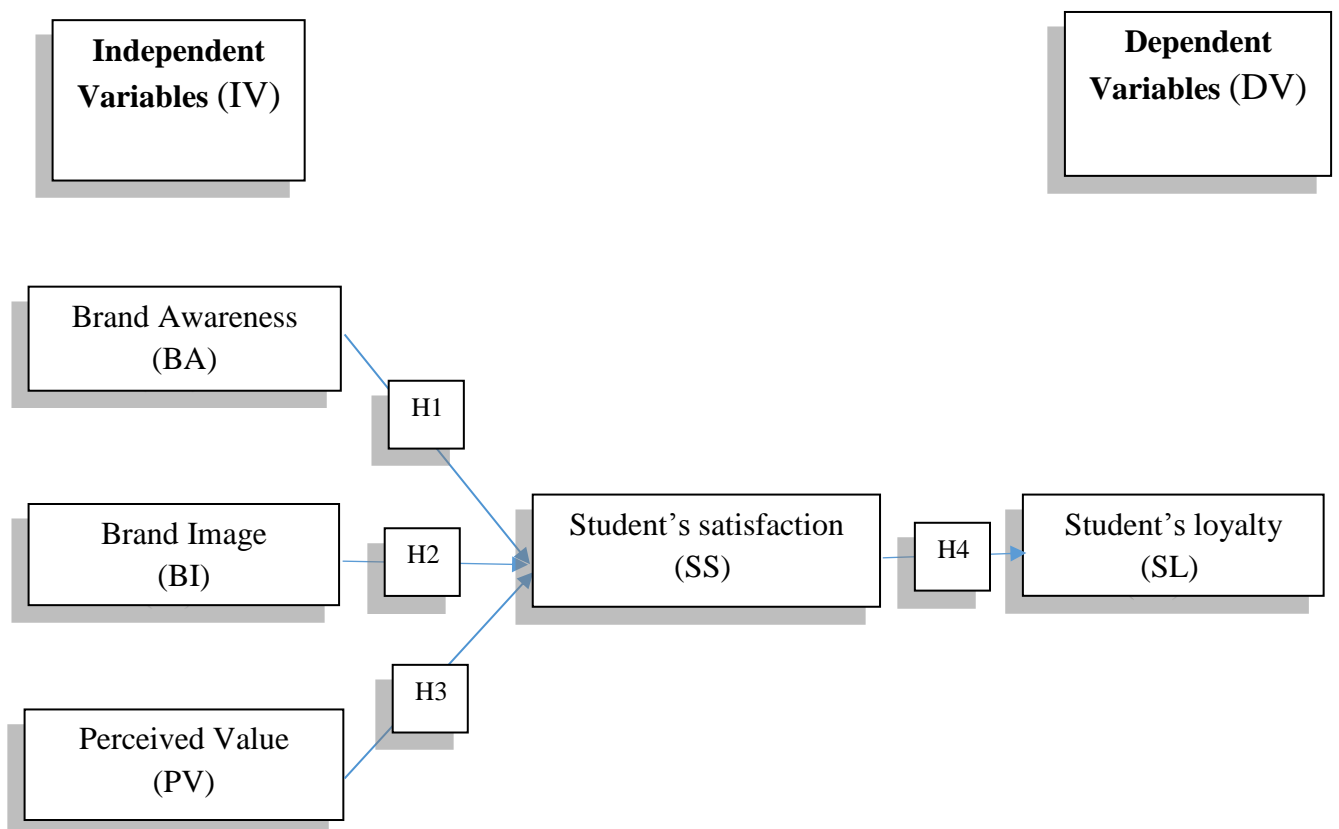 Independent
Variables (IV)
Dependent
Variables (DV)
Brand Awareness
(BA)
H1
Brand Image
(BI)
H2
Student’s satisfaction
(SS)
H4
Student’s loyalty
(SL)
H3
Perceived Value
(PV)